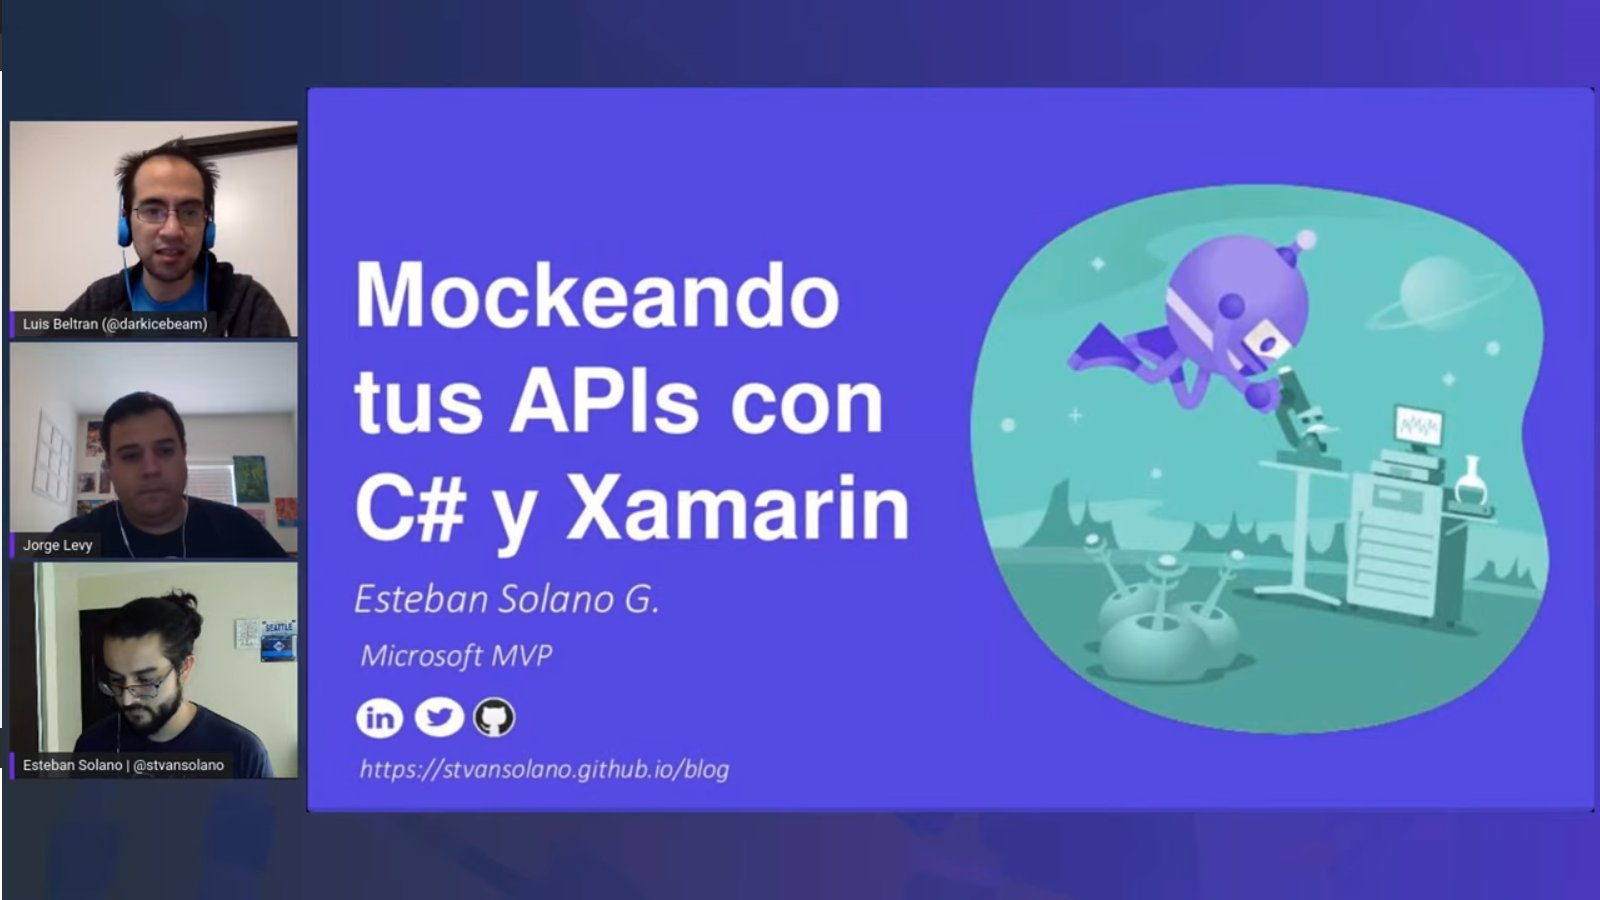 Luis Beltran (@darkicebeam)
Jorge Levy
SEATTLE
Esteban Solano | @stvansolano
Mockeando
tus APIs con
C# y Xamarin
Esteban Solano G.
Microsoft MVP
in
https://stvansolano.github.io/blog